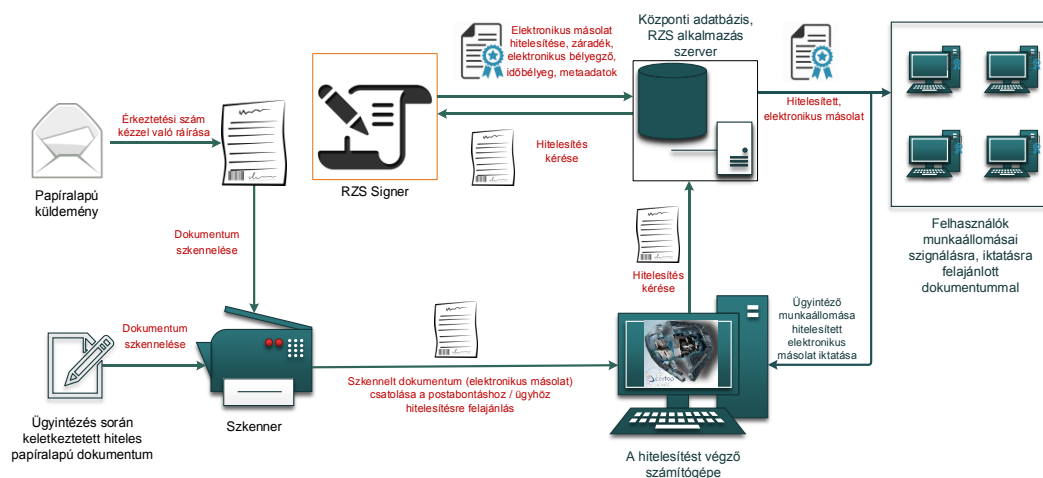 Elektronikus másolat
hitelesítése, záradék,
elektronikus bélyegző,
időbélyeg, metaadatok
Központi adatbázis,
RZS alkalmazás
szerver
Érkeztetési szám
kézzel való ráírása
Hitelesítés
kérése
Hitelesített,
elektronikus másolat
Papíralapú
küldemény
RZS Signer
Felhasználók
munkaállomásai
szignálásra, iktatásra
felajánlott
dokumentummal
Dokumentum
szkennelése
Hitelesítés
kérése
Ügyintéző
munkaállomása
hitelesített
elektronikus
másolat iktatása
Dokumentum
szkennelése
Szkennelt dokumentum (elektronikus másolat)
csatolása a postabontáshoz / ügyhöz
hitelesítésre felajánlás
Certop
Ügyintézés során
keletkeztetett hiteles
papíralapú dokumentum
Szkenner
A hitelesítést végző
számítógépe